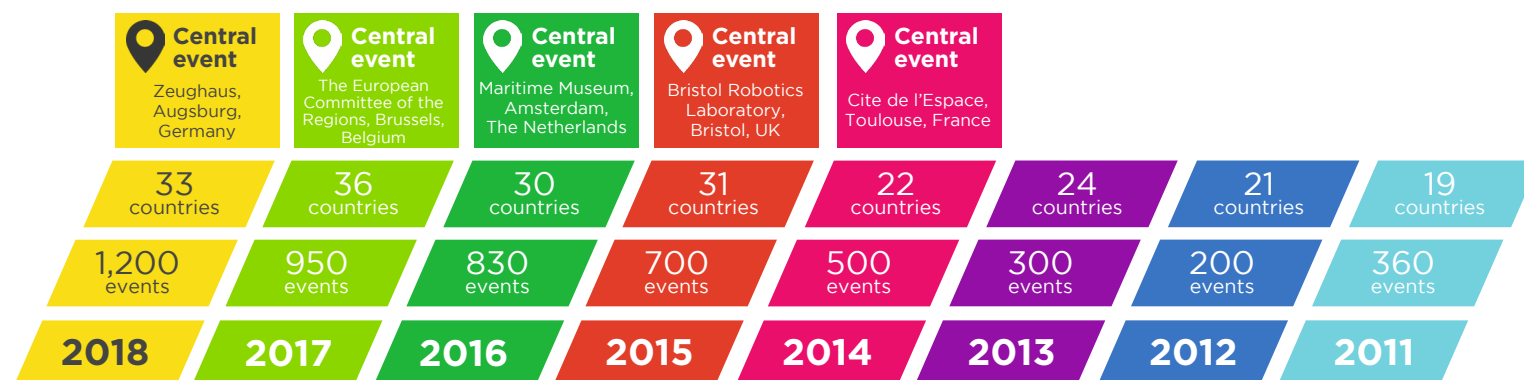 Central
event
Zeughaus,
Augsburg,
Germany
Central
event
The European
Committee of the
Regions, Brussels,
Belgium
Central
event
Maritime Museum,
Amsterdam,
The Netherlands
Central
event
Bristol Robotics
Laboratory,
Bristol, UK
Central
event
Cite de l'Espace,
Toulouse, France
33
countries
36
countries
30
countries
31
countries
22
countries
24
countries
21
countries
19
countries
1,200
events
950
events
830
events
700
events
500
events
300
events
200
events
360
events
2018
2017
2016
2015
2014
2013
2012
2011